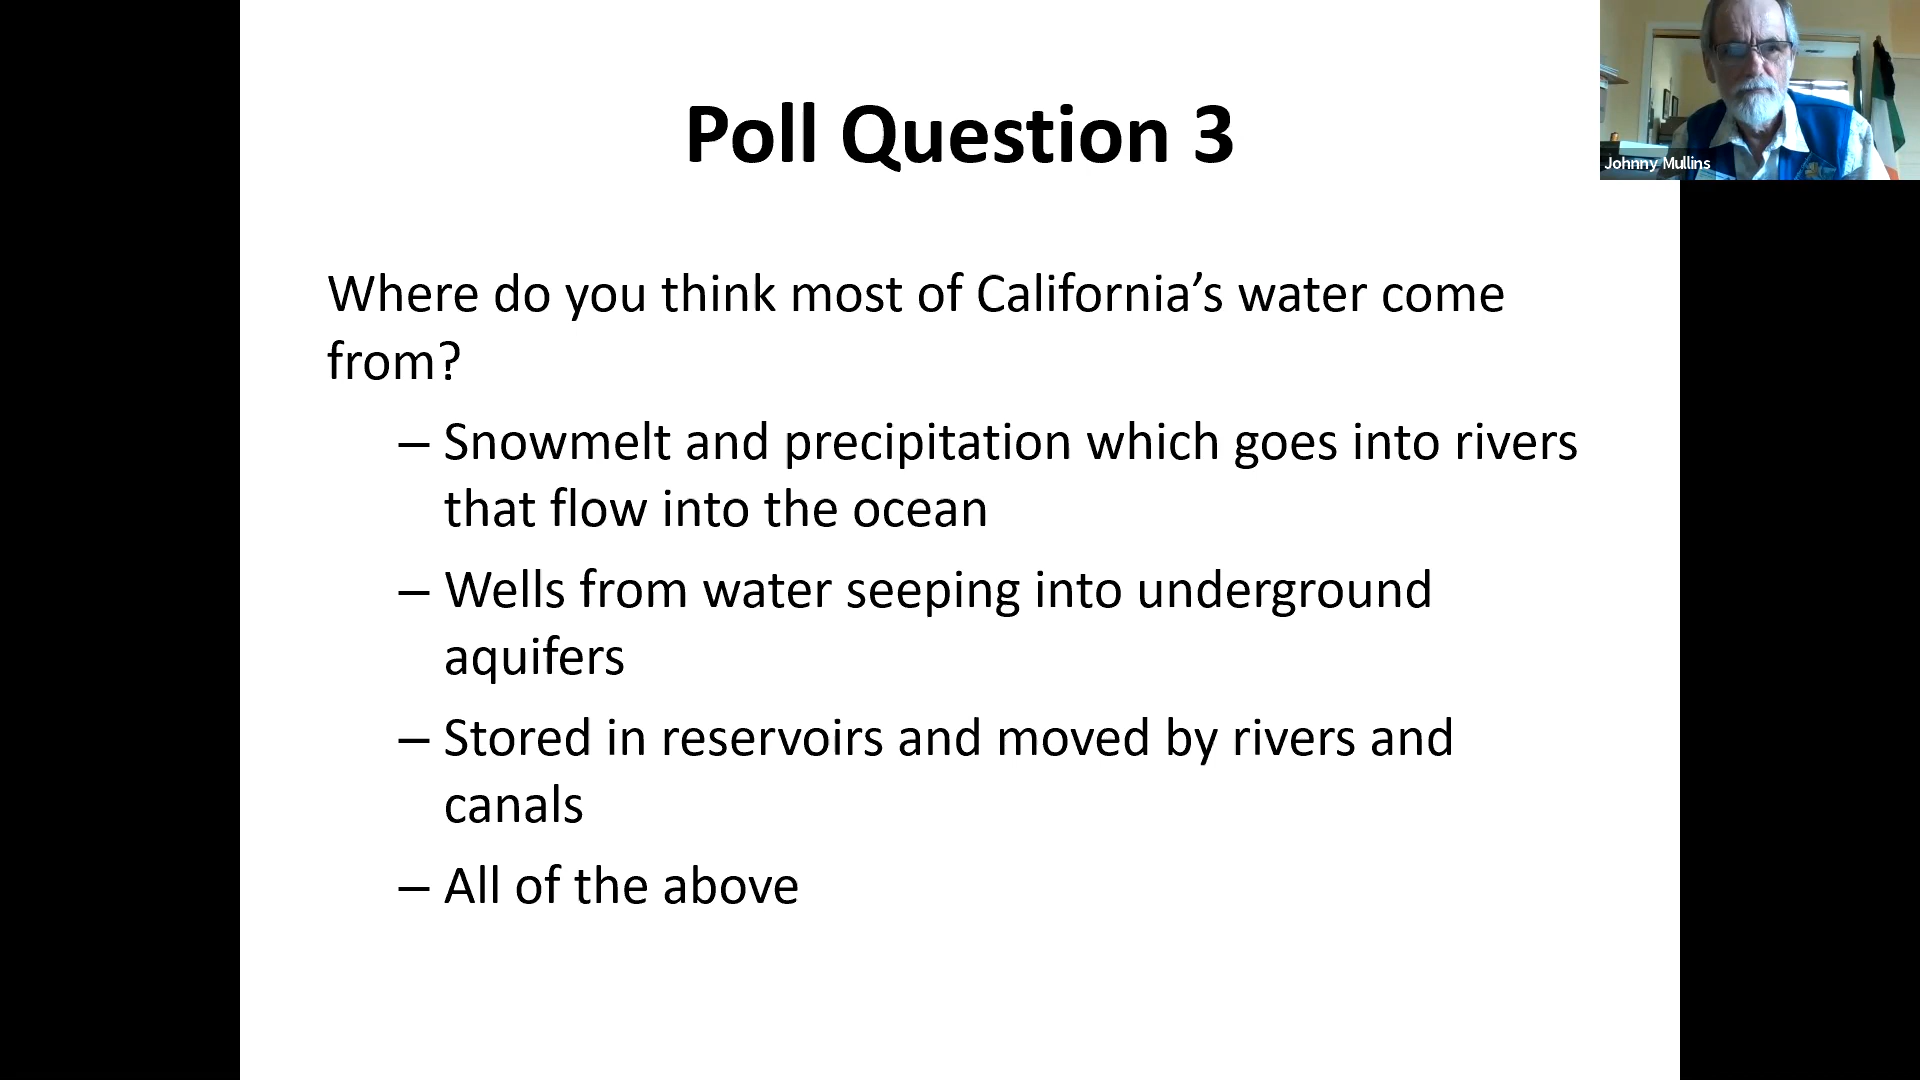 Poll Question 3
Johnny Mullins
Where do you think most of California’s water come
from?
– Snowmelt and precipitation which goes into rivers
that flow into the ocean
– Wells from water seeping into underground
aquifers
– Stored in reservoirs and moved by rivers and
canals
– All of the above